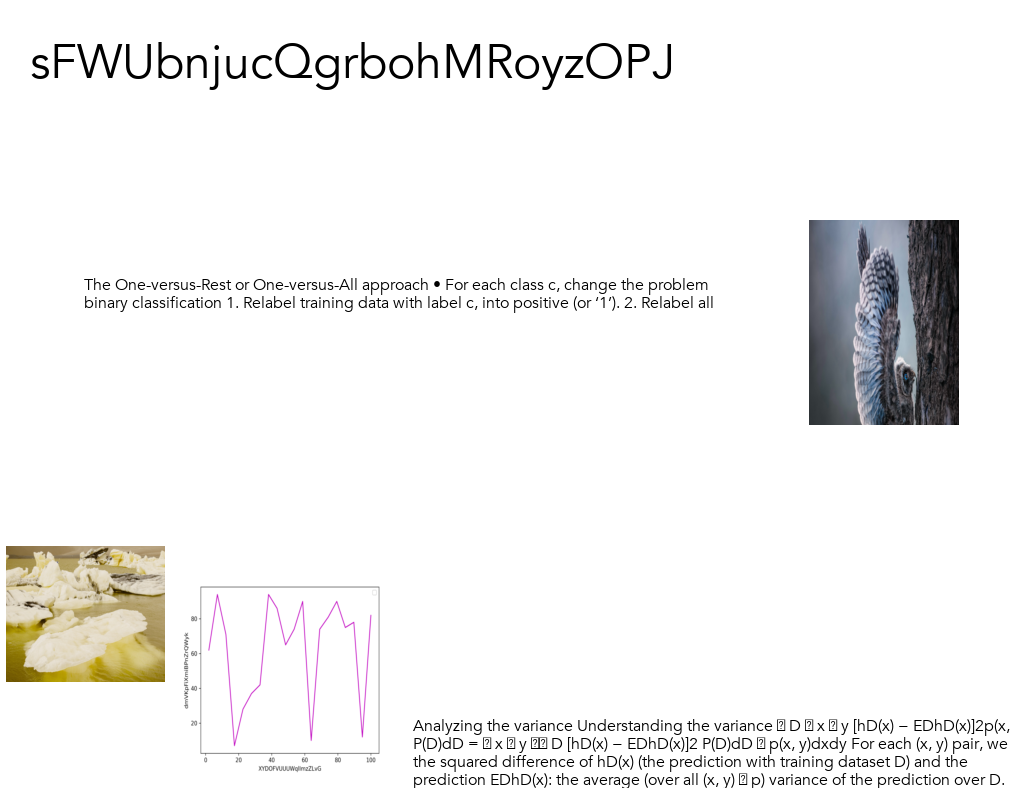 sFWUbnjucQgrbohMRoyzOPJ
The One-versus-Rest or One-versus-All approach • For each class c, change the problem
binary classification 1. Relabel training data with label c, into positive (or ‘1’). 2. Relabel all
80
60
40
20
0 20 40 60 80 100
Analyzing the variance Understanding the variance D x y [hD(x) − EDhD(x)]2p(x,
P(D)dD = x y D [hD(x) − EDhD(x)]2 P(D)dD p(x, y)dxdy For each (x, y) pair, we
the squared difference of hD(x) (the prediction with training dataset D) and the
prediction EDhD(x): the average (over all (x, y) p) variance of the prediction over D.